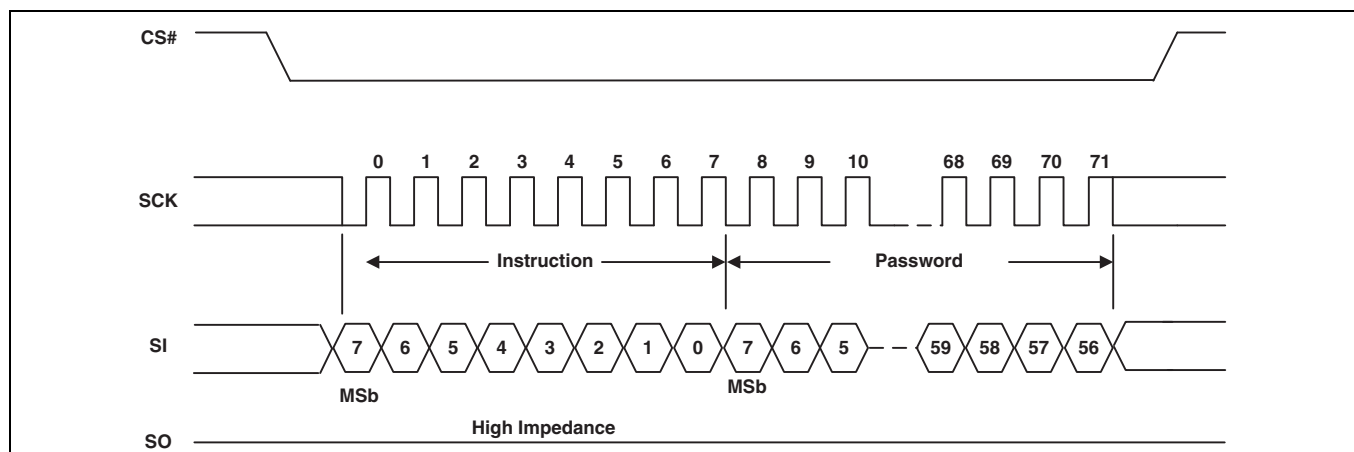 CS#
0 1 2 3 4 5 6 7 8 9 10 68 69 70 71
SCK
Instruction Password
SI 7 6 5 4 3 2 1 0 7 6 5 59 58 57 56
MSb MSb
High Impedance
SO